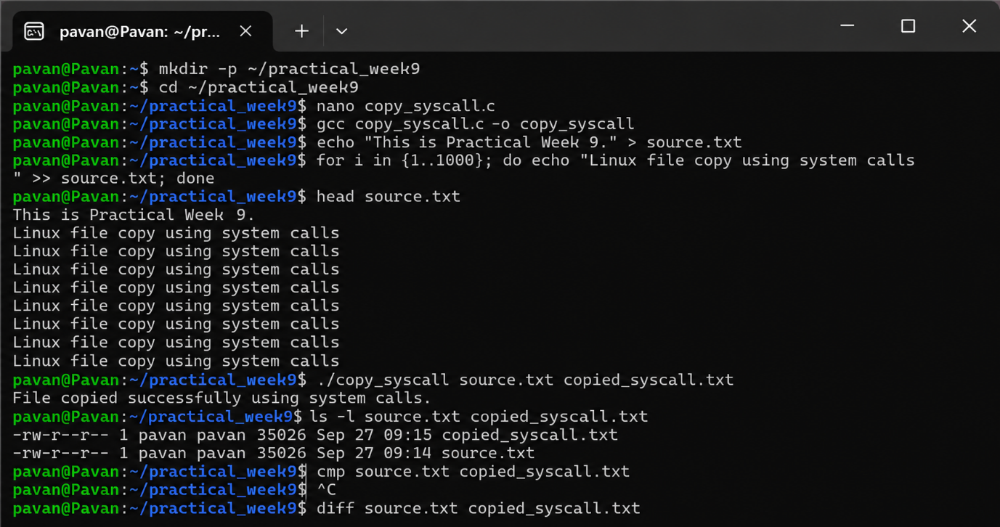 pavan@Pavan: ~/pr...
pavan@Pavan:~$ mkdir -p ~/practical_week9
pavan@Pavan:~$ cd ~/practical_week9
pavan@Pavan:~/practical_week9$ nano copy_syscall.c
pavan@Pavan:~/practical_week9$ gcc copy_syscall.c -o copy_syscall
pavan@Pavan:~/practical_week9$ echo "This is Practical Week 9." > source.txt
pavan@Pavan:~/practical_week9$ for i in {1..1000}; do echo "Linux file copy using system calls
" >> source.txt; done
pavan@Pavan:~/practical_week9$ head source.txt
This is Practical Week 9.
Linux file copy using system calls
Linux file copy using system calls
Linux file copy using system calls
Linux file copy using system calls
Linux file copy using system calls
Linux file copy using system calls
Linux file copy using system calls
Linux file copy using system calls
pavan@Pavan:~/practical_week9$ ./copy_syscall source.txt copied_syscall.txt
File copied successfully using system calls.
pavan@Pavan:~/practical_week9$ ls -l source.txt copied_syscall.txt
-rw-r--r-- 1 pavan pavan 35026 Sep 27 09:15 copied_syscall.txt
-rw-r--r-- 1 pavan pavan 35026 Sep 27 09:14 source.txt
pavan@Pavan:~/practical_week9$ cmp source.txt copied_syscall.txt
pavan@Pavan:~/practical_week9$ ^C
pavan@Pavan:~/practical_week9$ diff source.txt copied_syscall.txt